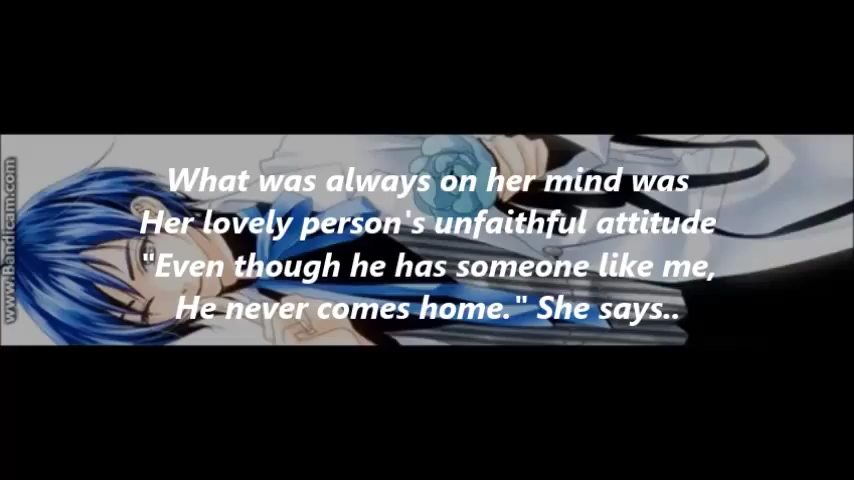 What was always on her mind was
Her lovely person's unfaithful attitude
"Even though he has someone like me,
He never comes home." She says..
www.Bandicam.com